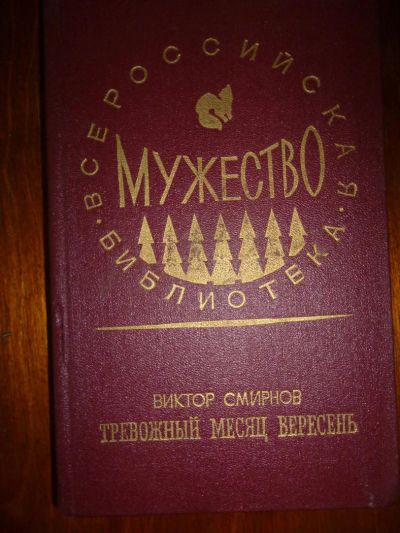 ВСЕРОССИЙСКАЯ
МУЖЕСТВО
•БИБЛИОТЕКА•
ВИКТОР СМИРНОВ
ТРЕВОЖНЫЙ МЕСЯЦ ВЕРЕСЕНЬ